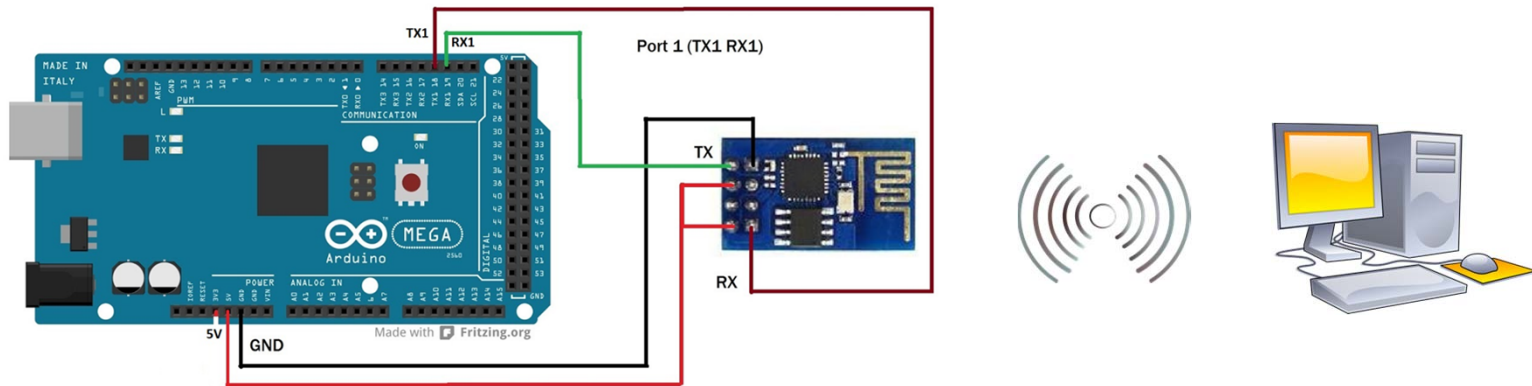 TX1
RX1
Port 1 (TX1 RX1)
MADE IN
ITALY
AREF
GND
13
12
11
10
9
8
7
6
5
4
3
2
TX0 ◄ 1
RX0 ► 0
TX3 14
RX3 15
TX2 16
RX2 17
TX1 18
RX1 19
SDA 20
SCL 21
PWM
COMMUNICATION
L
TX
RX
ON
5V
22
24
26
28
30 31
32 33
34 35
36 37
38 39
40 41
42 43
44 45
46 47
48 49
50 51
52 53
DIGITAL
GND
TX
RX
Arduino
TM
MEGA
2560
POWER
ANALOG IN
IOREF
RESET
3V3
5V
GND
GND
VIN
A0
A1
A2
A3
A4
A5
6
A7
A8
A9
A10
A11
A12
A13
A14
A15
5V
GND
Made with Fritzing.org